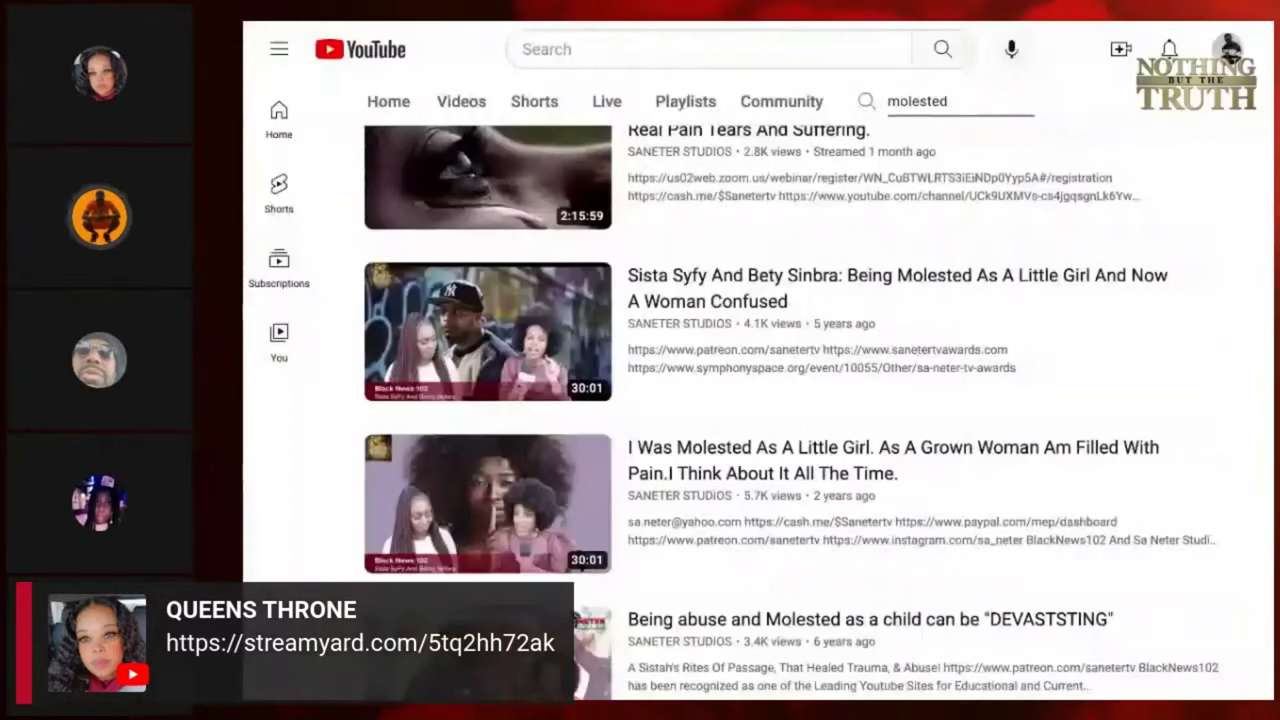 YouTube
Search
NOTHING
BUT THE
TRUTH
Home
Videos
Shorts
Live
Playlists
Community
molested
Home
Shorts
Subscriptions
You
Real Pain Tears And Suffering.
SANETER STUDIOS • 2.8K views • Streamed 1 month ago
https://us02web.zoom.us/webinar/register/WN_CuBTWLRTS3iEiNDp0Yyp5A#/registration
https://cash.me/$Sanetertv https://www.youtube.com/channel/UCk9UXMVs-cs4jgqsgnLk6Yw...
2:15:59
Sista Syfy And Bety Sinbra: Being Molested As A Little Girl And Now
A Woman Confused
SANETER STUDIOS • 4.1K views • 5 years ago
https://www.patreon.com/sanetertv https://www.sanetertvawards.com
https://www.symphonyspace.org/event/10055/Other/sa-neter-tv-awards
Black News 102
30:01
I Was Molested As A Little Girl. As A Grown Woman Am Filled With
Pain.I Think About It All The Time.
SANETER STUDIOS • 5.7K views • 2 years ago
sa.neter@yahoo.com https://cash.me/$Sanetertv https://www.paypal.com/mep/dashboard
https://www.patreon.com/sanetertv https://www.instagram.com/sa_neter BlackNews102 And Sa Neter Studi...
Black News 102
30:01
Being abuse and Molested as a child can be "DEVASTSTING"
SANETER STUDIOS • 3.4K views • 6 years ago
A Sistah's Rites Of Passage, That Healed Trauma, & Abuse! https://www.patreon.com/sanetertv BlackNews102
has been recognized as one of the Leading Youtube Sites for Educational and Current...
QUEENS THRONE
https://streamyard.com/5tq2hh72ak